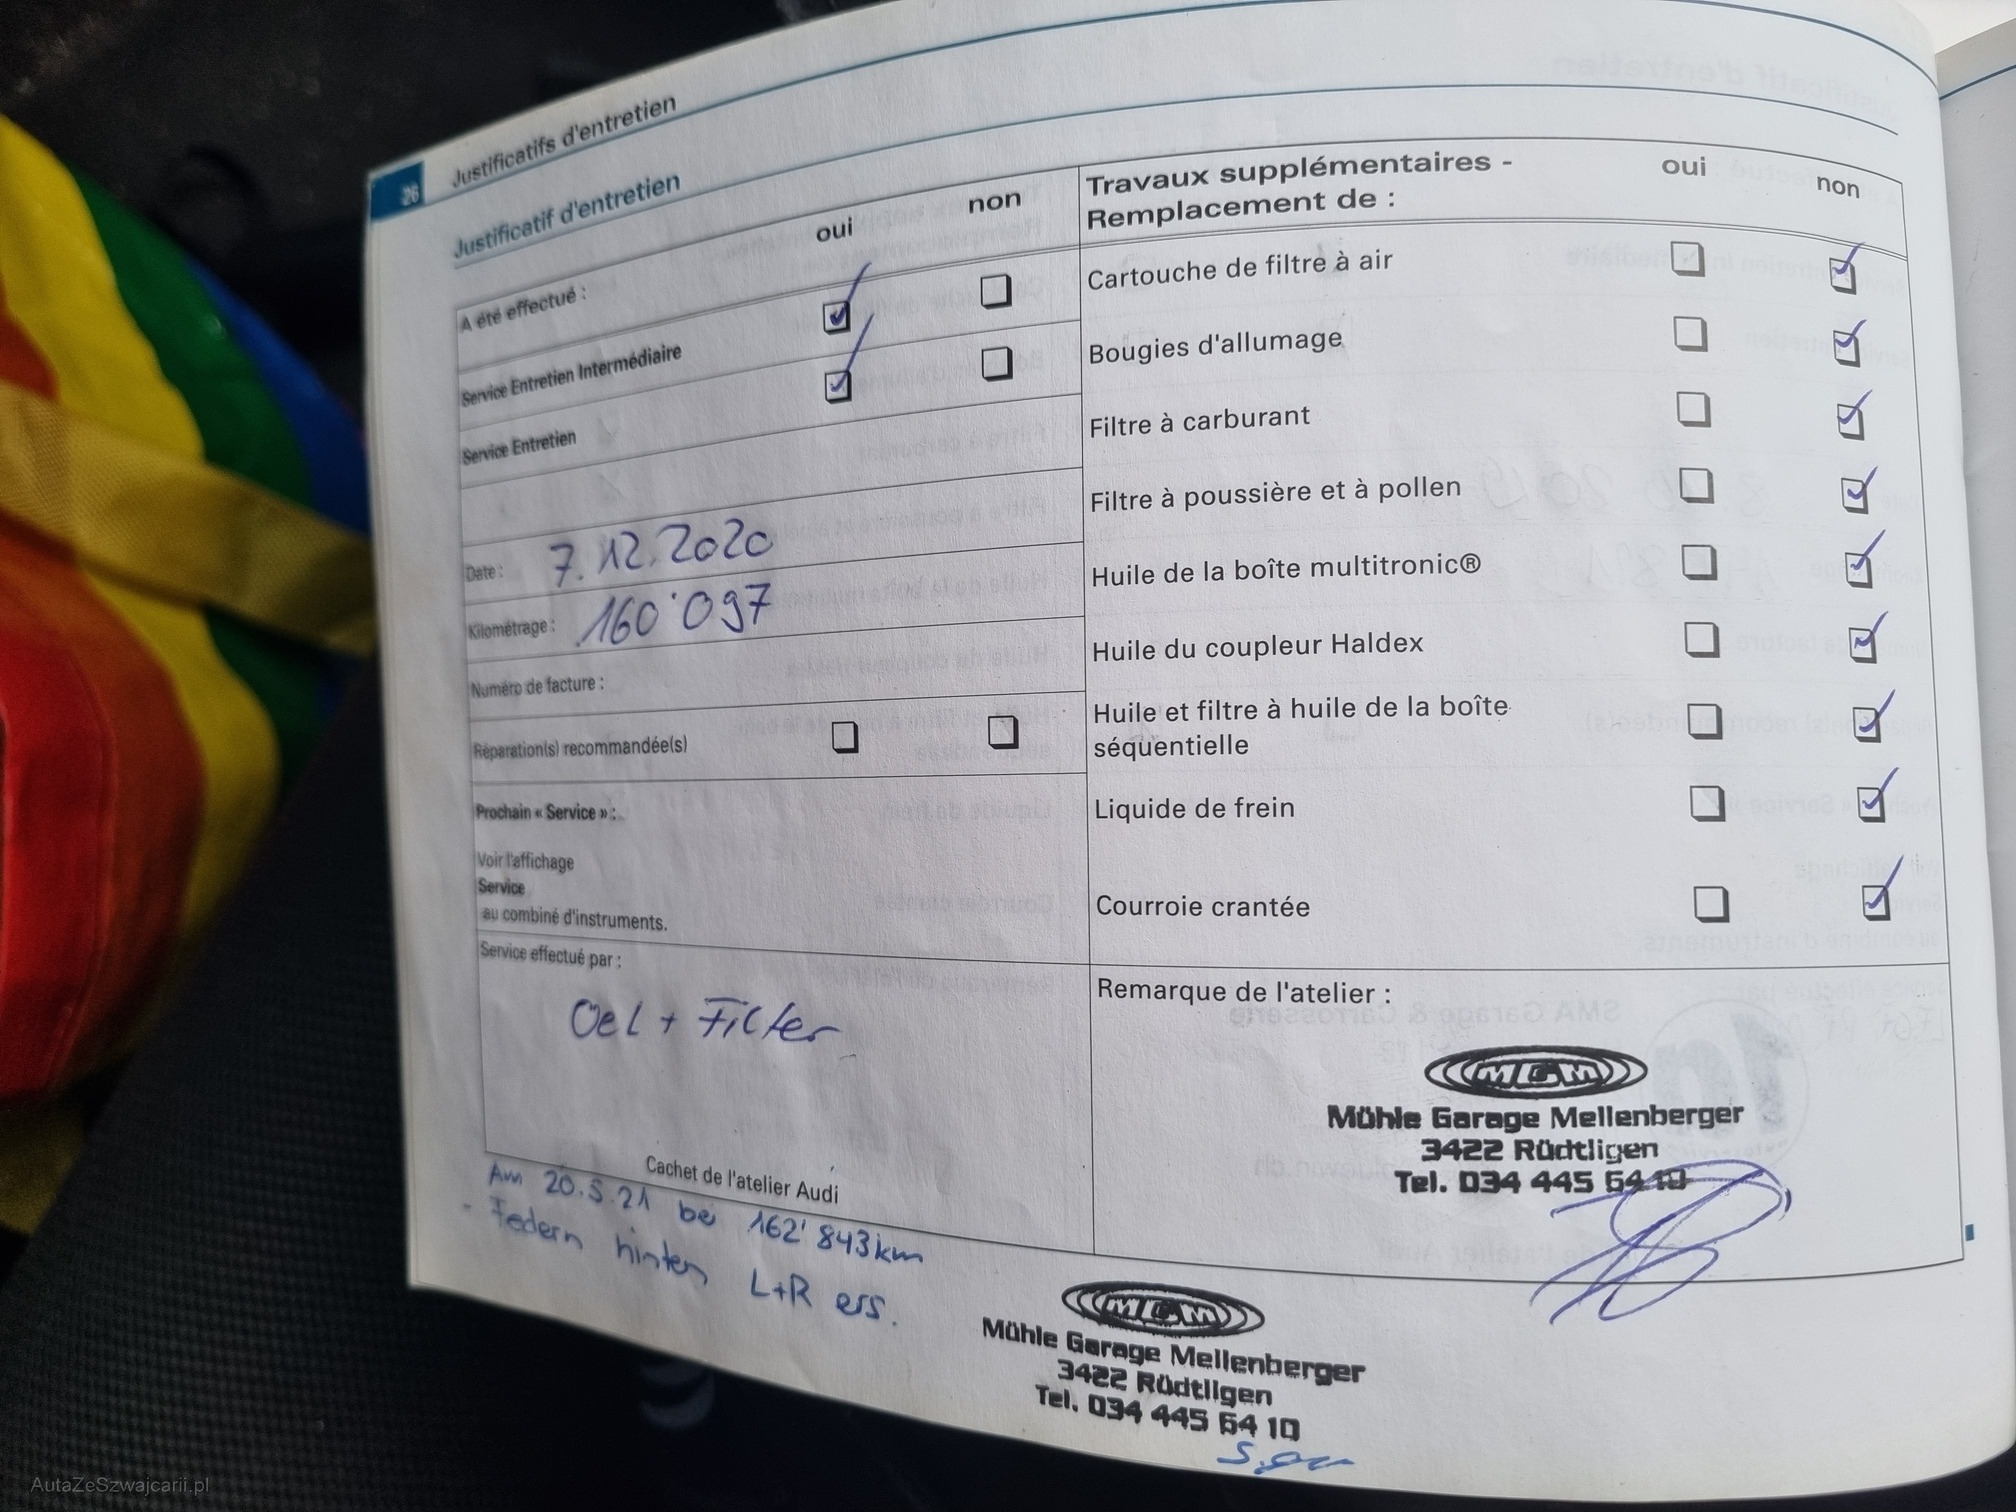 26
Justificatifs d'entretien
Justificatif d'entretien
A été effectué :
oui
non
Service Entretien Intermédiaire
Service Entretien
Date : 7.12.2020
Kilométrage : 160'097
Numéro de facture :
Réparation(s) recommandée(s)
Prochain « Service » :
Voir l'affichage
Service
au combiné d'instruments.
Service effectué par :
Oel + Filter
Cachet de l'atelier Audi
Travaux supplémentaires -
Remplacement de :
oui
non
Cartouche de filtre à air
Bougies d'allumage
Filtre à carburant
Filtre à poussière et à pollen
Huile de la boîte multitronic®
Huile du coupleur Haldex
Huile et filtre à huile de la boîte
séquentielle
Liquide de frein
Courroie crantée
Remarque de l'atelier :
MGM
Mühle Garage Mellenberger
3422 Rüdtligen
Tel. 034 445 64 10
Am 20.5.21 bei 162'843km
- Federn hinten L+R ers.
MGM
Mühle Garage Mellenberger
3422 Rüdtligen
Tel. 034 445 64 10
AutaZeSzwajcarii.pl